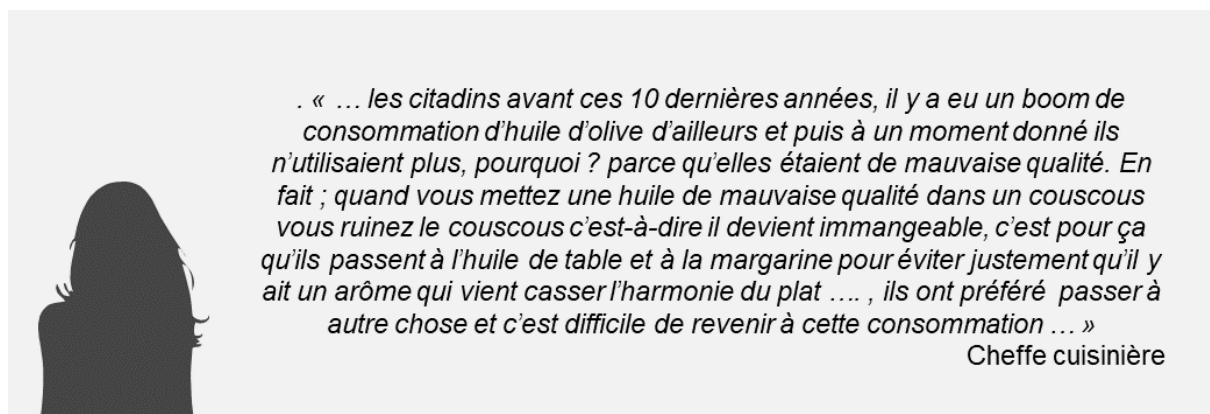 . « … les citadins avant ces 10 dernières années, il y a eu un boom de
consommation d’huile d’olive d’ailleurs et puis à un moment donné ils
n’utilisaient plus, pourquoi ? parce qu’elles étaient de mauvaise qualité. En
fait ; quand vous mettez une huile de mauvaise qualité dans un couscous
vous ruinez le couscous c’est-à-dire il devient immangeable, c’est pour ça
qu’ils passent à l’huile de table et à la margarine pour éviter justement qu’il y
ait un arôme qui vient casser l’harmonie du plat …. , ils ont préféré passer à
autre chose et c’est difficile de revenir à cette consommation … »
Cheffe cuisinière